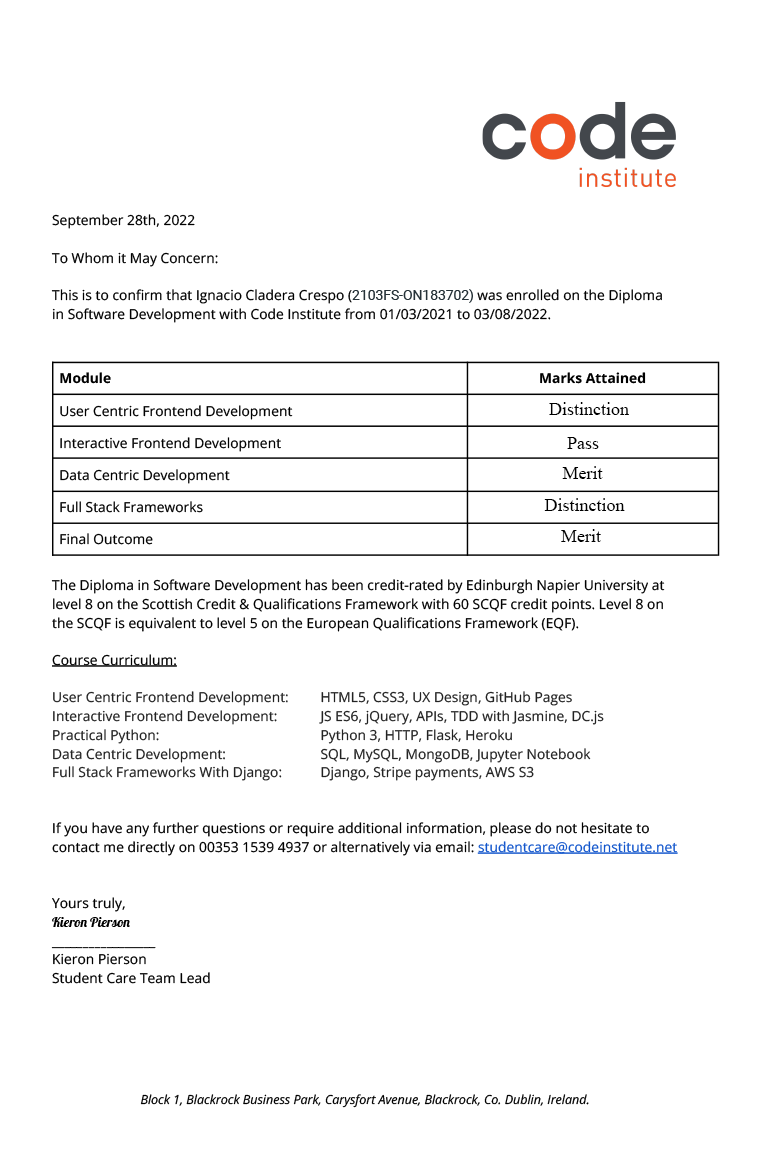 code
institute
September 28th, 2022
To Whom it May Concern:
This is to confirm that Ignacio Cladera Crespo (2103FS-ON183702) was enrolled on the Diploma
in Software Development with Code Institute from 01/03/2021 to 03/08/2022.
Module Marks Attained
User Centric Frontend Development Distinction
Interactive Frontend Development Pass
Data Centric Development Merit
Full Stack Frameworks Distinction
Final Outcome Merit
The Diploma in Software Development has been credit-rated by Edinburgh Napier University at
level 8 on the Scottish Credit & Qualifications Framework with 60 SCQF credit points. Level 8 on
the SCQF is equivalent to level 5 on the European Qualifications Framework (EQF).
Course Curriculum:
User Centric Frontend Development: HTML5, CSS3, UX Design, GitHub Pages
Interactive Frontend Development: JS ES6, jQuery, APIs, TDD with Jasmine, DC.js
Practical Python: Python 3, HTTP, Flask, Heroku
Data Centric Development: SQL, MySQL, MongoDB, Jupyter Notebook
Full Stack Frameworks With Django: Django, Stripe payments, AWS S3
If you have any further questions or require additional information, please do not hesitate to
contact me directly on 00353 1539 4937 or alternatively via email: studentcare@codeinstitute.net
Yours truly,
Kieron Pierson
Kieron Pierson
Student Care Team Lead
Block 1, Blackrock Business Park, Carysfort Avenue, Blackrock, Co. Dublin, Ireland.